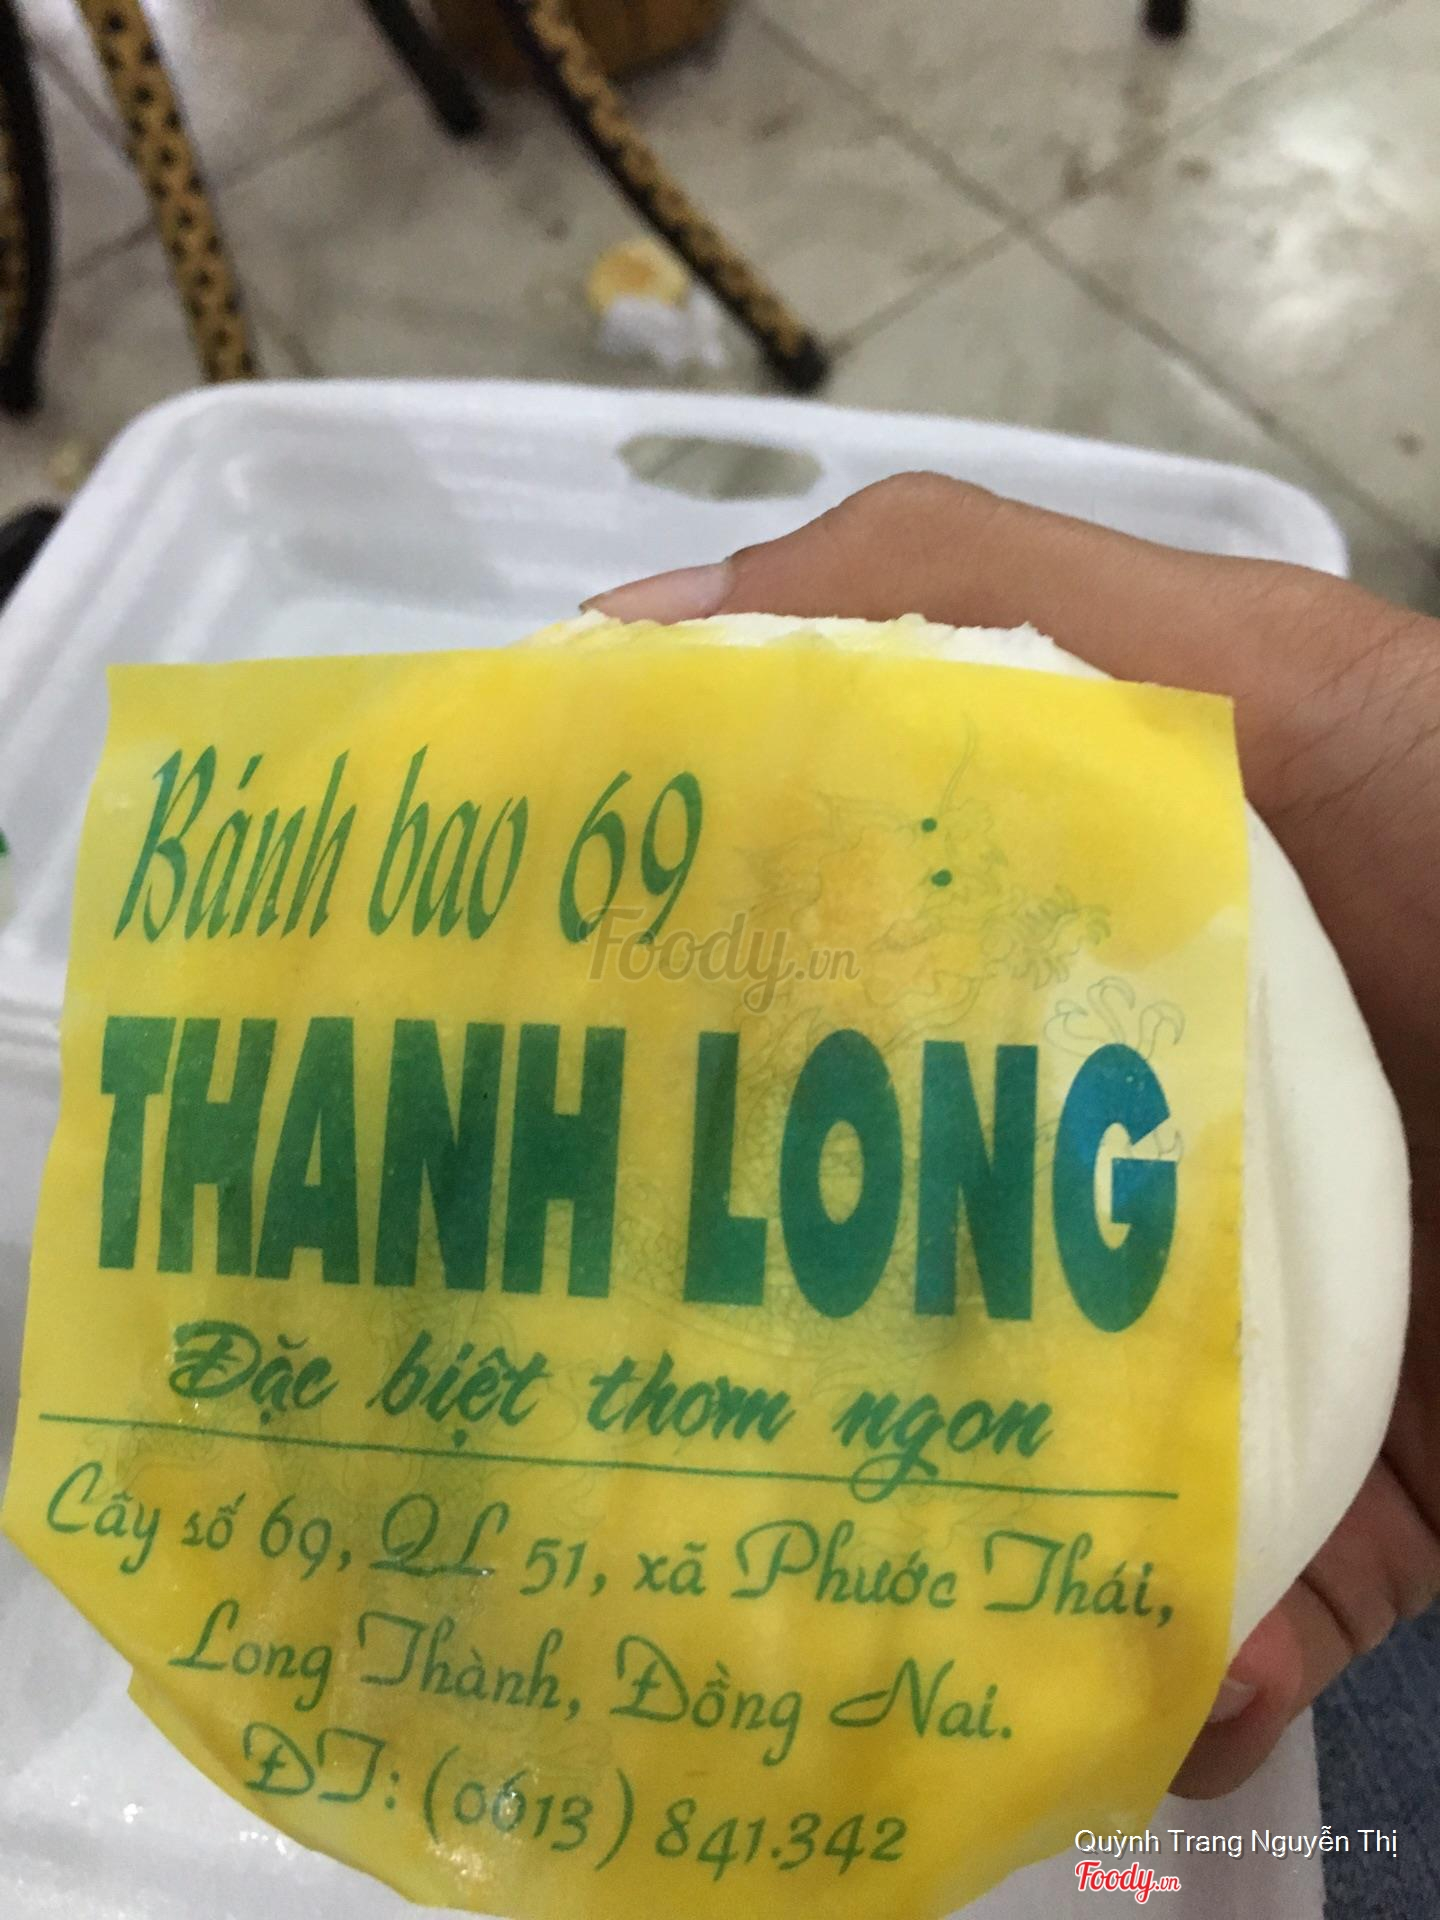 Bánh bao 69
Foody.vn
THANH LONG
Đặc biệt thơm ngon
Cây số 69, QL 51, xã Phước Thái,
Long Thành, Đồng Nai.
ĐT: (0613) 841.342
Quỳnh Trang Nguyễn Thị
Foody.vn